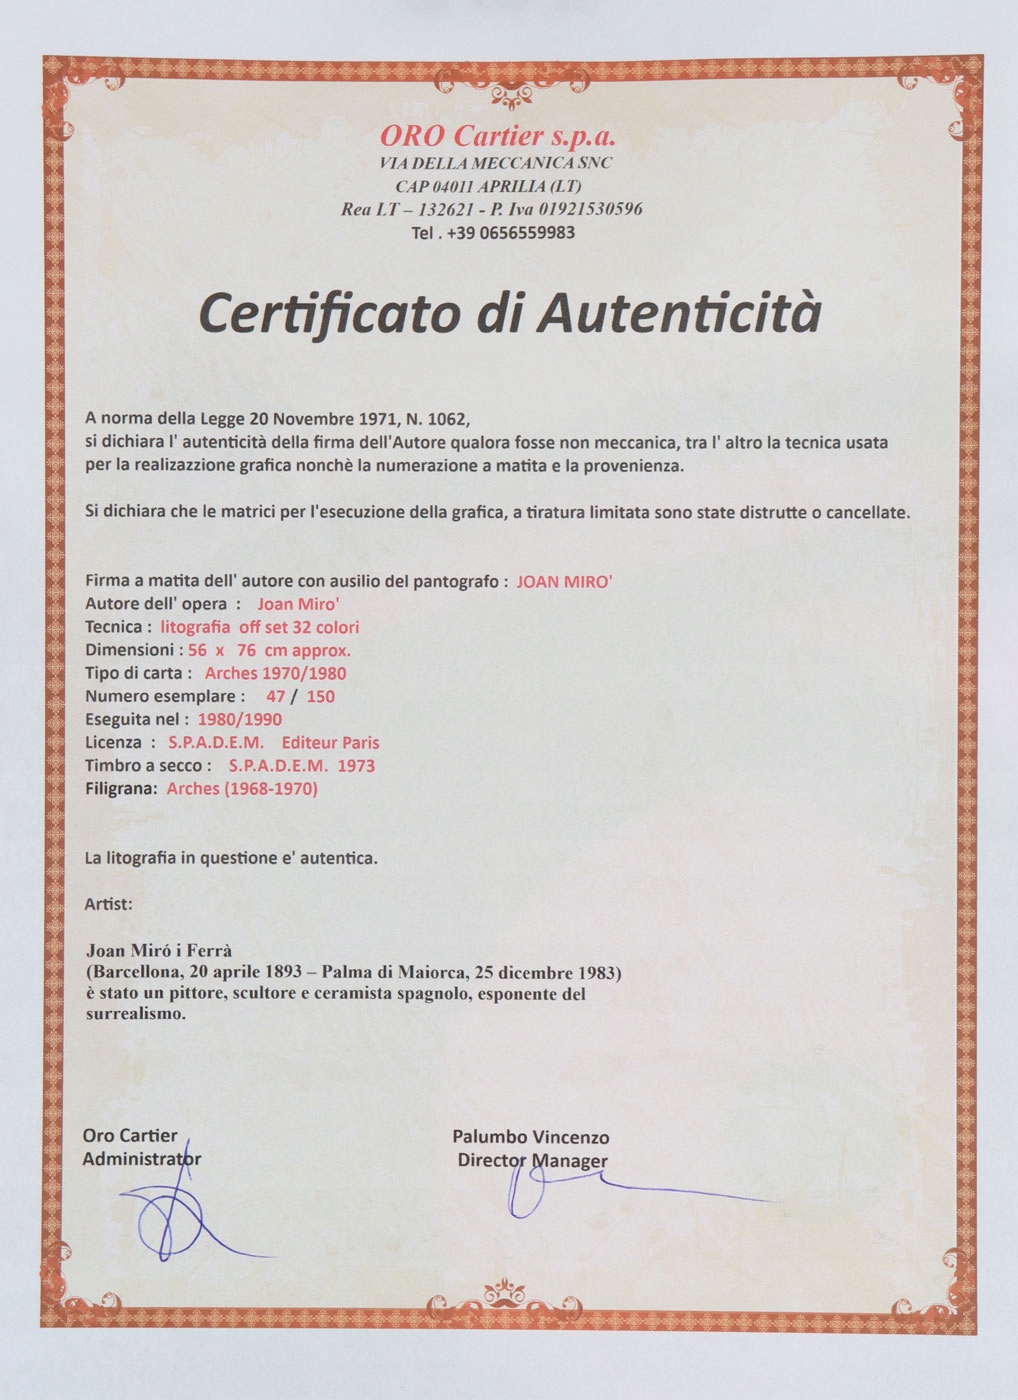 ORO Cartier s.p.a.
VIA DELLA MECCANICA SNC
CAP 04011 APRILIA (LT)
Rea LT – 132621 - P. Iva 01921530596
Tel . +39 0656559983
Certificato di Autenticità
A norma della Legge 20 Novembre 1971, N. 1062,
si dichiara l' autenticità della firma dell'Autore qualora fosse non meccanica, tra l' altro la tecnica usata
per la realizazzione grafica nonchè la numerazione a matita e la provenienza.
Si dichiara che le matrici per l'esecuzione della grafica, a tiratura limitata sono state distrutte o cancellate.
Firma a matita dell' autore con ausilio del pantografo : JOAN MIRO'
Autore dell' opera : Joan Miro'
Tecnica : litografia off set 32 colori
Dimensioni : 56 x 76 cm approx.
Tipo di carta : Arches 1970/1980
Numero esemplare : 47 / 150
Eseguita nel : 1980/1990
Licenza : S.P.A.D.E.M. Editeur Paris
Timbro a secco : S.P.A.D.E.M. 1973
Filigrana: Arches (1968-1970)
La litografia in questione e' autentica.
Artist:
Joan Miró i Ferrà
(Barcellona, 20 aprile 1893 – Palma di Maiorca, 25 dicembre 1983)
è stato un pittore, scultore e ceramista spagnolo, esponente del
surrealismo.
Oro Cartier
Administrator
Palumbo Vincenzo
Director Manager